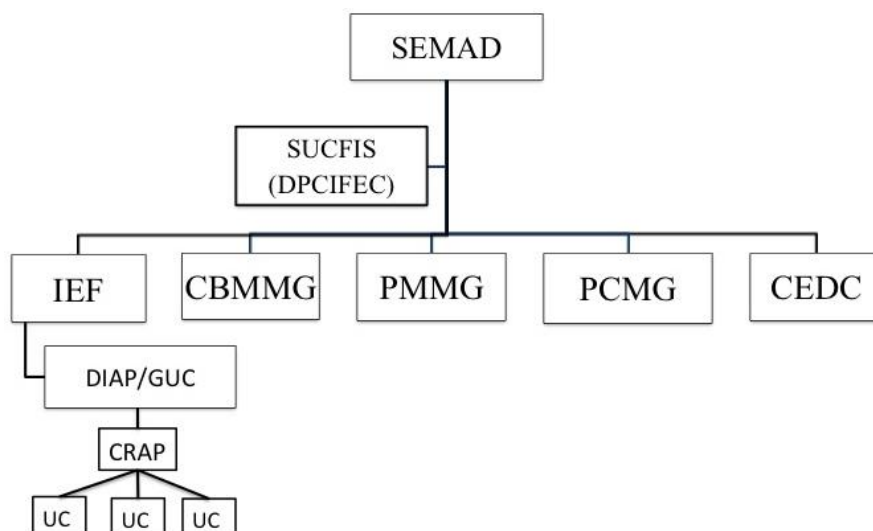 SEMAD
SUCFIS
(DPCIFEC)
IEF
CBMMG
PMMG
PCMG
CEDC
DIAP/GUC
CRAP
UC
UC
UC